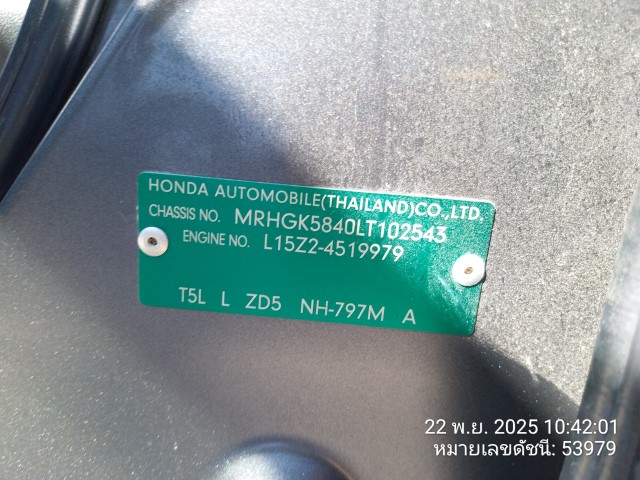 HONDA AUTOMOBILE(THAILAND)CO.,LTD.
CHASSIS NO. MRHGK5840LT102543
ENGINE NO. L15Z2-4519979
T5L L ZD5 NH-797M A
22 พ.ย. 2025 10:42:01
หมายเลขดัชนี: 53979